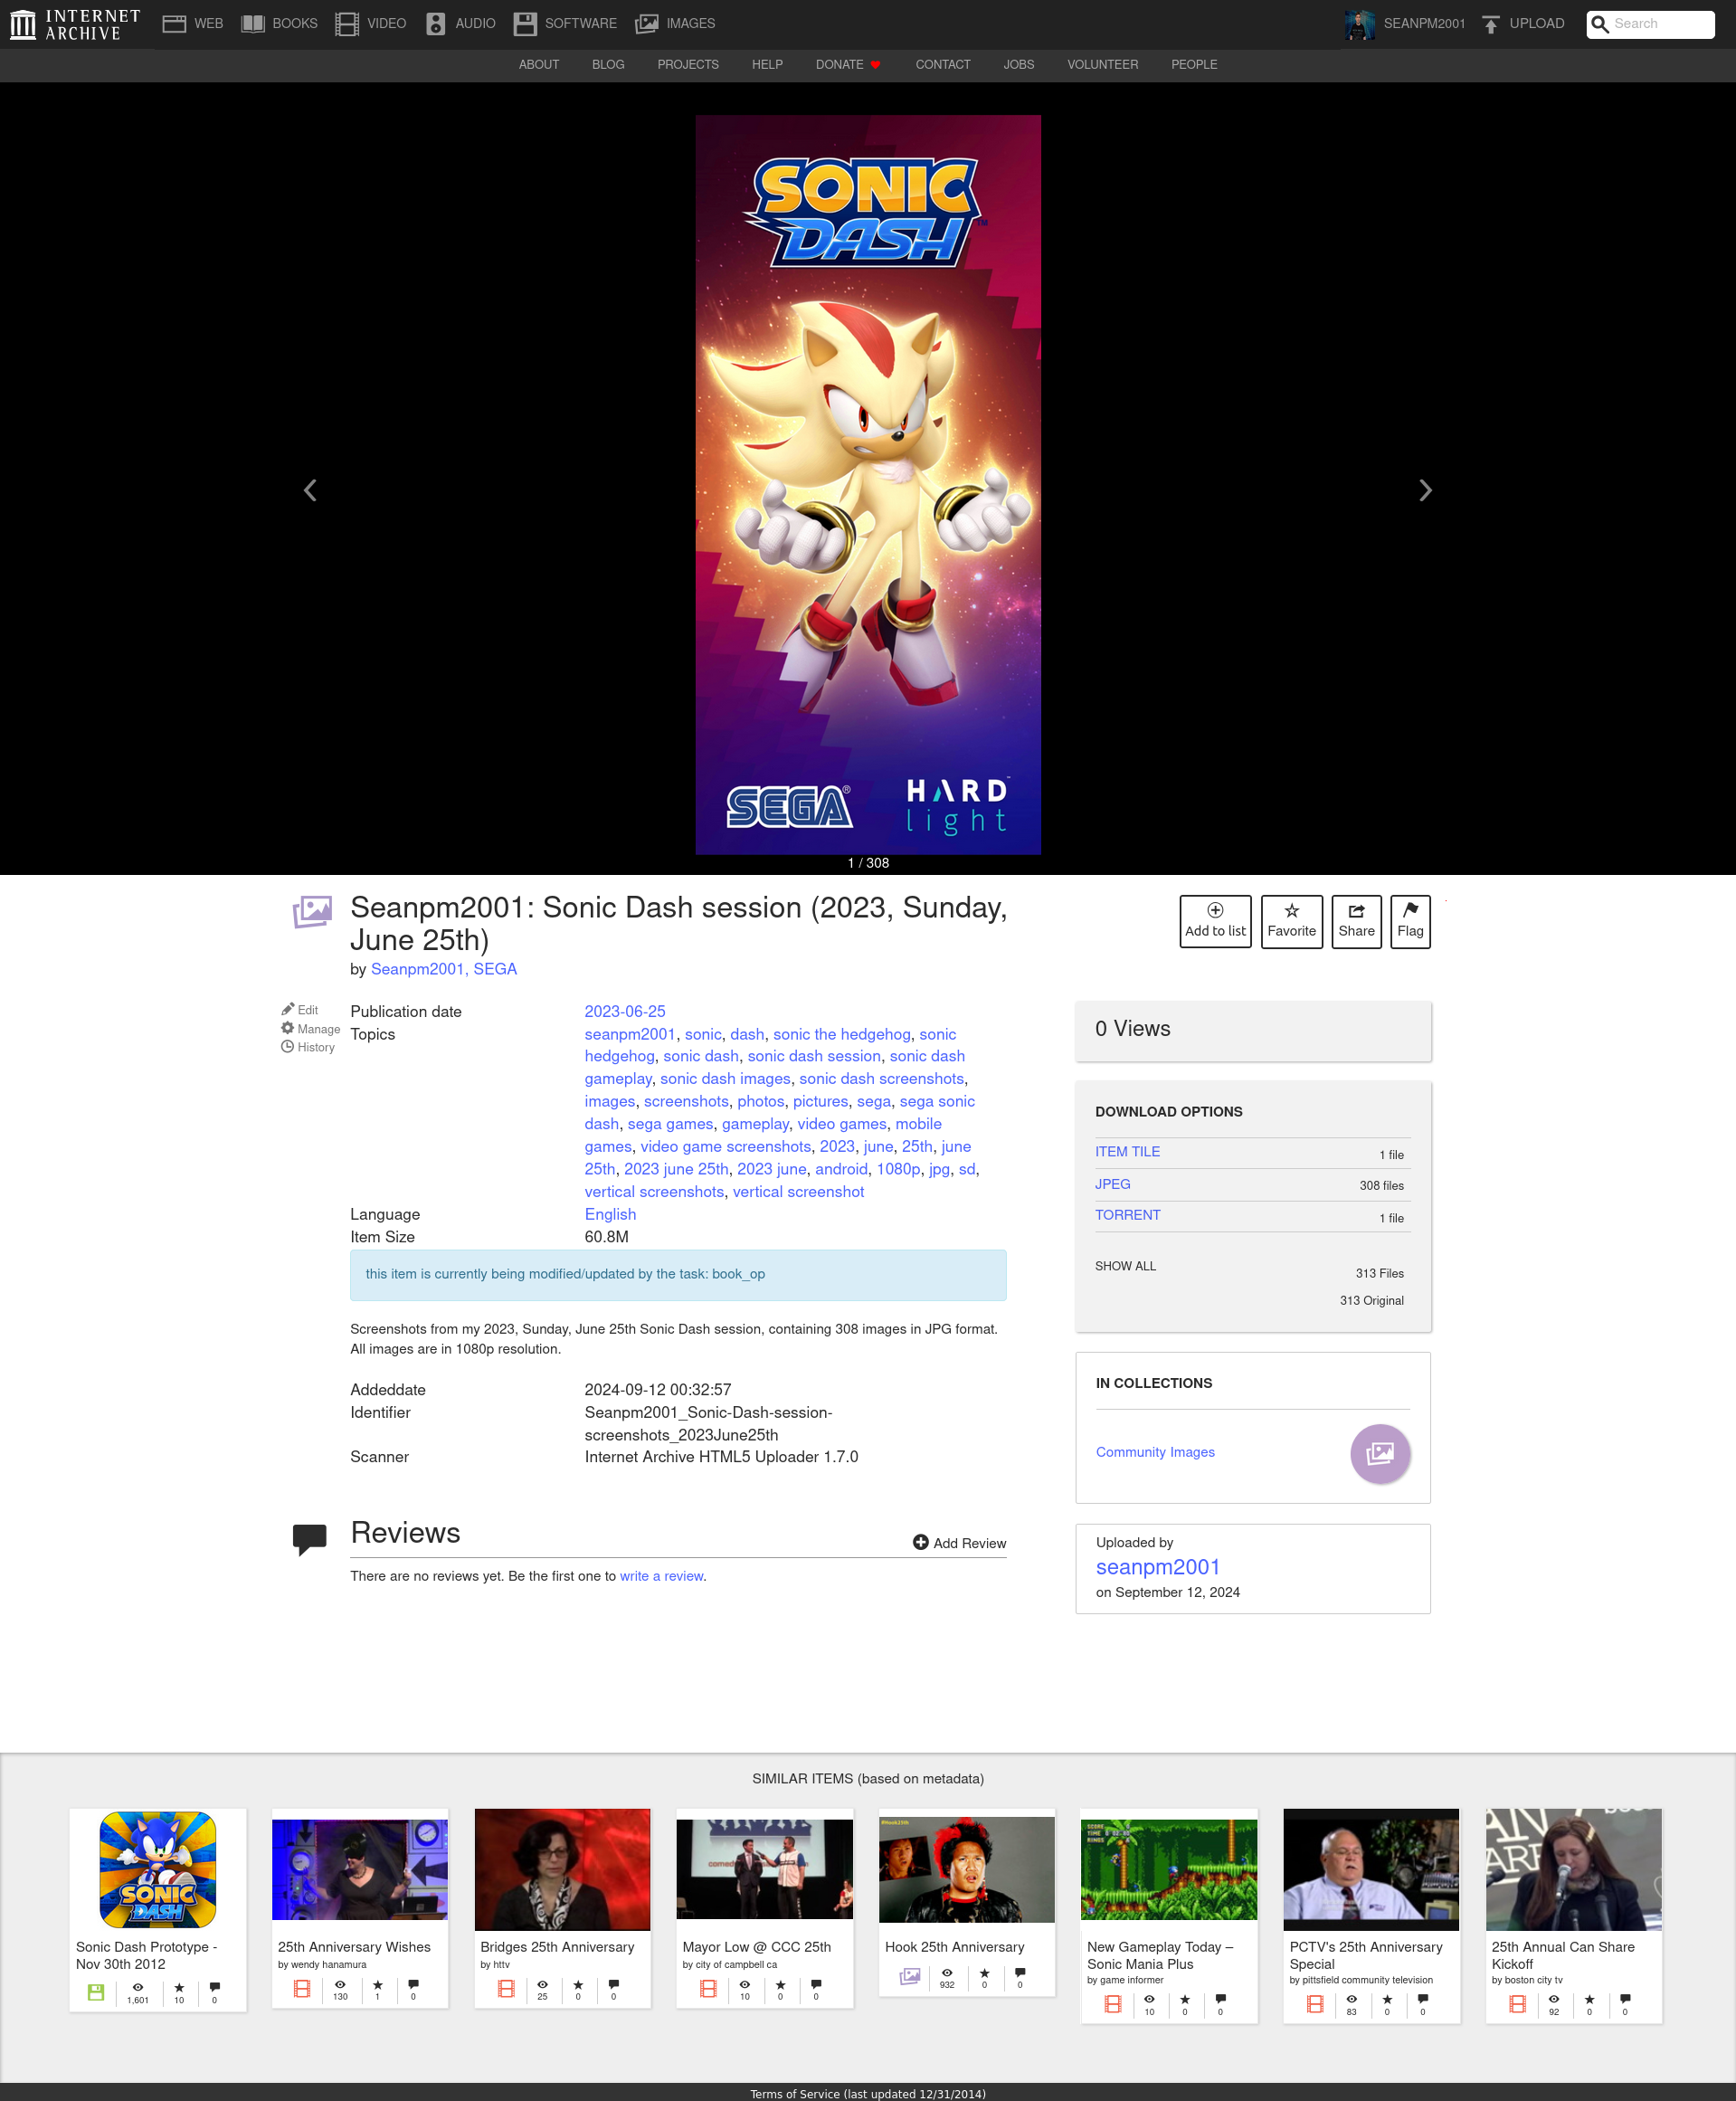 INTERNET
ARCHIVE
WEB
BOOKS
VIDEO
AUDIO
SOFTWARE
IMAGES
SEANPM2001
UPLOAD
Search
ABOUT
BLOG
PROJECTS
HELP
DONATE
CONTACT
JOBS
VOLUNTEER
PEOPLE
SONIC
DASH
TM
SEGA®
HARD
light
1 / 308
Seanpm2001: Sonic Dash session (2023, Sunday,
June 25th)
by Seanpm2001, SEGA
Add to list
Favorite
Share
Flag
Edit
Manage
History
Publication date 2023-06-25
Topics seanpm2001, sonic, dash, sonic the hedgehog, sonic
hedgehog, sonic dash, sonic dash session, sonic dash
gameplay, sonic dash images, sonic dash screenshots,
images, screenshots, photos, pictures, sega, sega sonic
dash, sega games, gameplay, video games, mobile
games, video game screenshots, 2023, june, 25th, june
25th, 2023 june 25th, 2023 june, android, 1080p, jpg, sd,
vertical screenshots, vertical screenshot
Language English
Item Size 60.8M
this item is currently being modified/updated by the task: book_op
Screenshots from my 2023, Sunday, June 25th Sonic Dash session, containing 308 images in JPG format.
All images are in 1080p resolution.
Addeddate 2024-09-12 00:32:57
Identifier Seanpm2001_Sonic-Dash-session-
screenshots_2023June25th
Scanner Internet Archive HTML5 Uploader 1.7.0
Reviews
Add Review
There are no reviews yet. Be the first one to write a review.
0 Views
DOWNLOAD OPTIONS
ITEM TILE 1 file
JPEG 308 files
TORRENT 1 file
SHOW ALL 313 Files
313 Original
IN COLLECTIONS
Community Images
Uploaded by
seanpm2001
on September 12, 2024
SIMILAR ITEMS (based on metadata)
SONIC
DASH
Sonic Dash Prototype -
Nov 30th 2012
1,601 10 0
25th Anniversary Wishes
by wendy hanamura
130 1 0
Bridges 25th Anniversary
by httv
25 0 0
Mayor Low @ CCC 25th
by city of campbell ca
10 0 0
#Hook25th
Hook 25th Anniversary
932 0 0
SCORE
TIME
RINGS
New Gameplay Today –
Sonic Mania Plus
by game informer
10 0 0
PCTV's 25th Anniversary
Special
by pittsfield community television
83 0 0
25th Annual Can Share
Kickoff
by boston city tv
92 0 0
Terms of Service (last updated 12/31/2014)